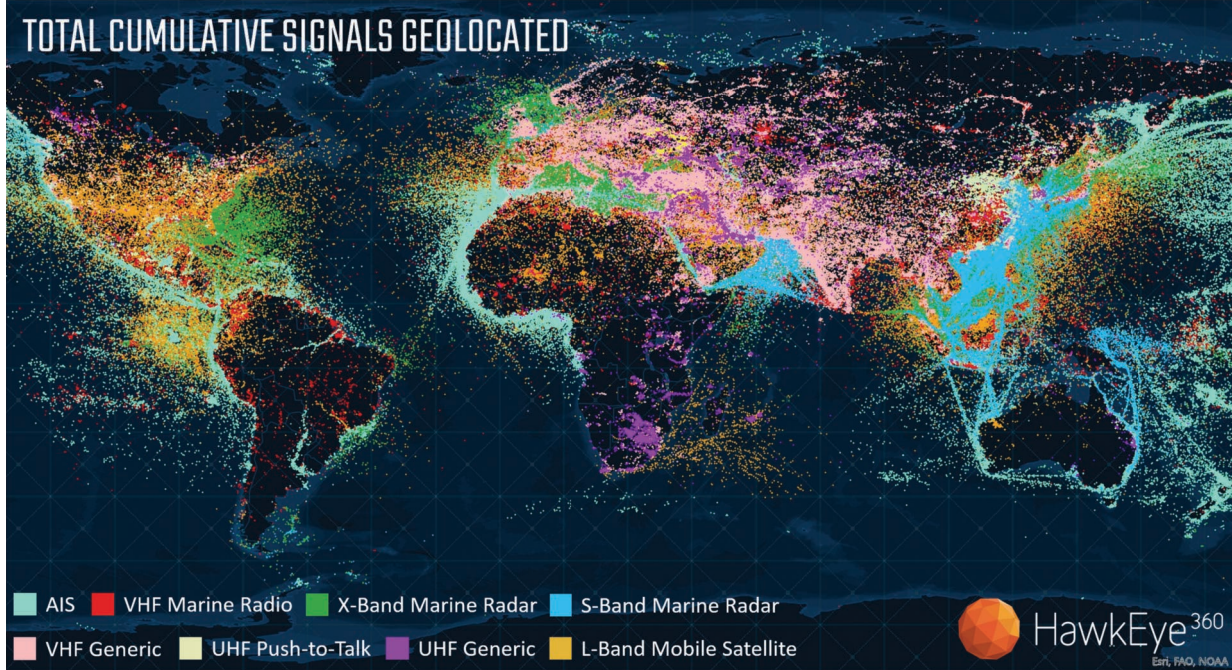 TOTAL CUMULATIVE SIGNALS GEOLOCATED
AIS VHF Marine Radio X-Band Marine Radar S-Band Marine Radar
VHF Generic UHF Push-to-Talk UHF Generic L-Band Mobile Satellite
HawkEye 360
Esri, FAO, NOAA